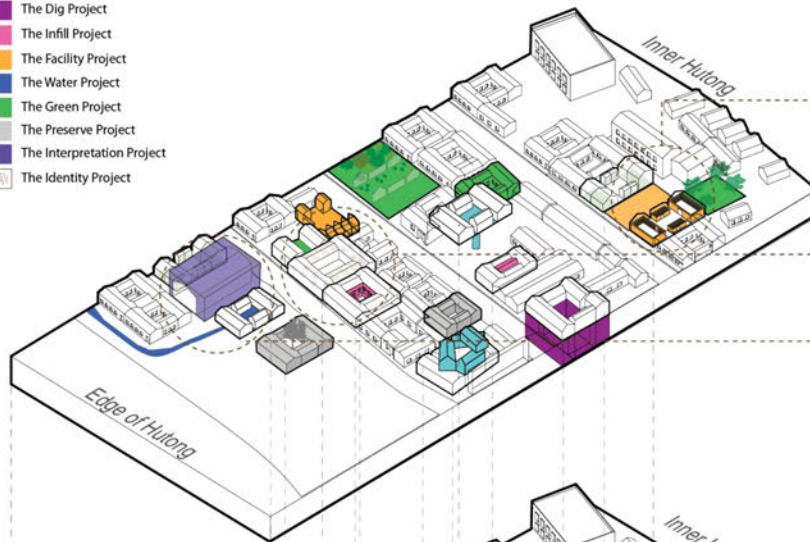 The Dig Project
The Infill Project
The Facility Project
The Water Project
The Green Project
The Preserve Project
The Interpretation Project
The Identity Project
Inner Hutong
Edge of Hutong
Inner